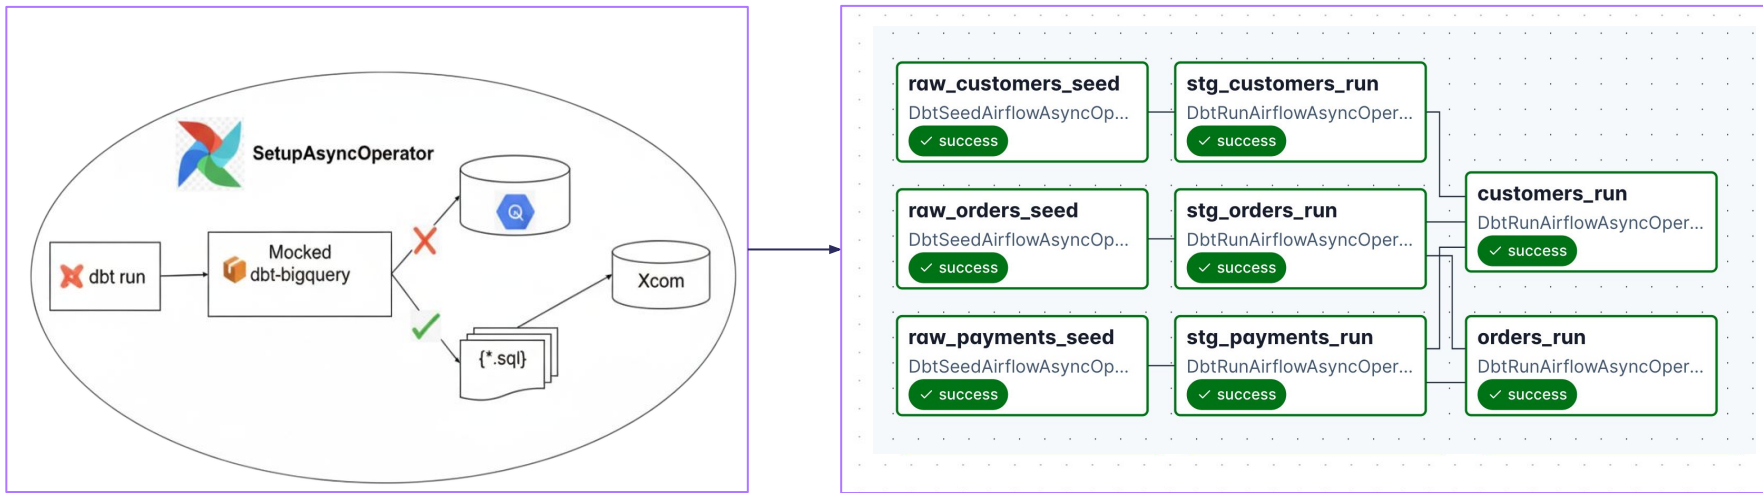 SetupAsyncOperator
dbt run
Mocked
dbt-bigquery
{*.sql}
Xcom
raw_customers_seed
DbtSeedAirflowAsyncOp...
success
stg_customers_run
DbtRunAirflowAsyncOper...
success
raw_orders_seed
DbtSeedAirflowAsyncOp...
success
stg_orders_run
DbtRunAirflowAsyncOper...
success
raw_payments_seed
DbtSeedAirflowAsyncOp...
success
stg_payments_run
DbtRunAirflowAsyncOper...
success
customers_run
DbtRunAirflowAsyncOper...
success
orders_run
DbtRunAirflowAsyncOper...
success